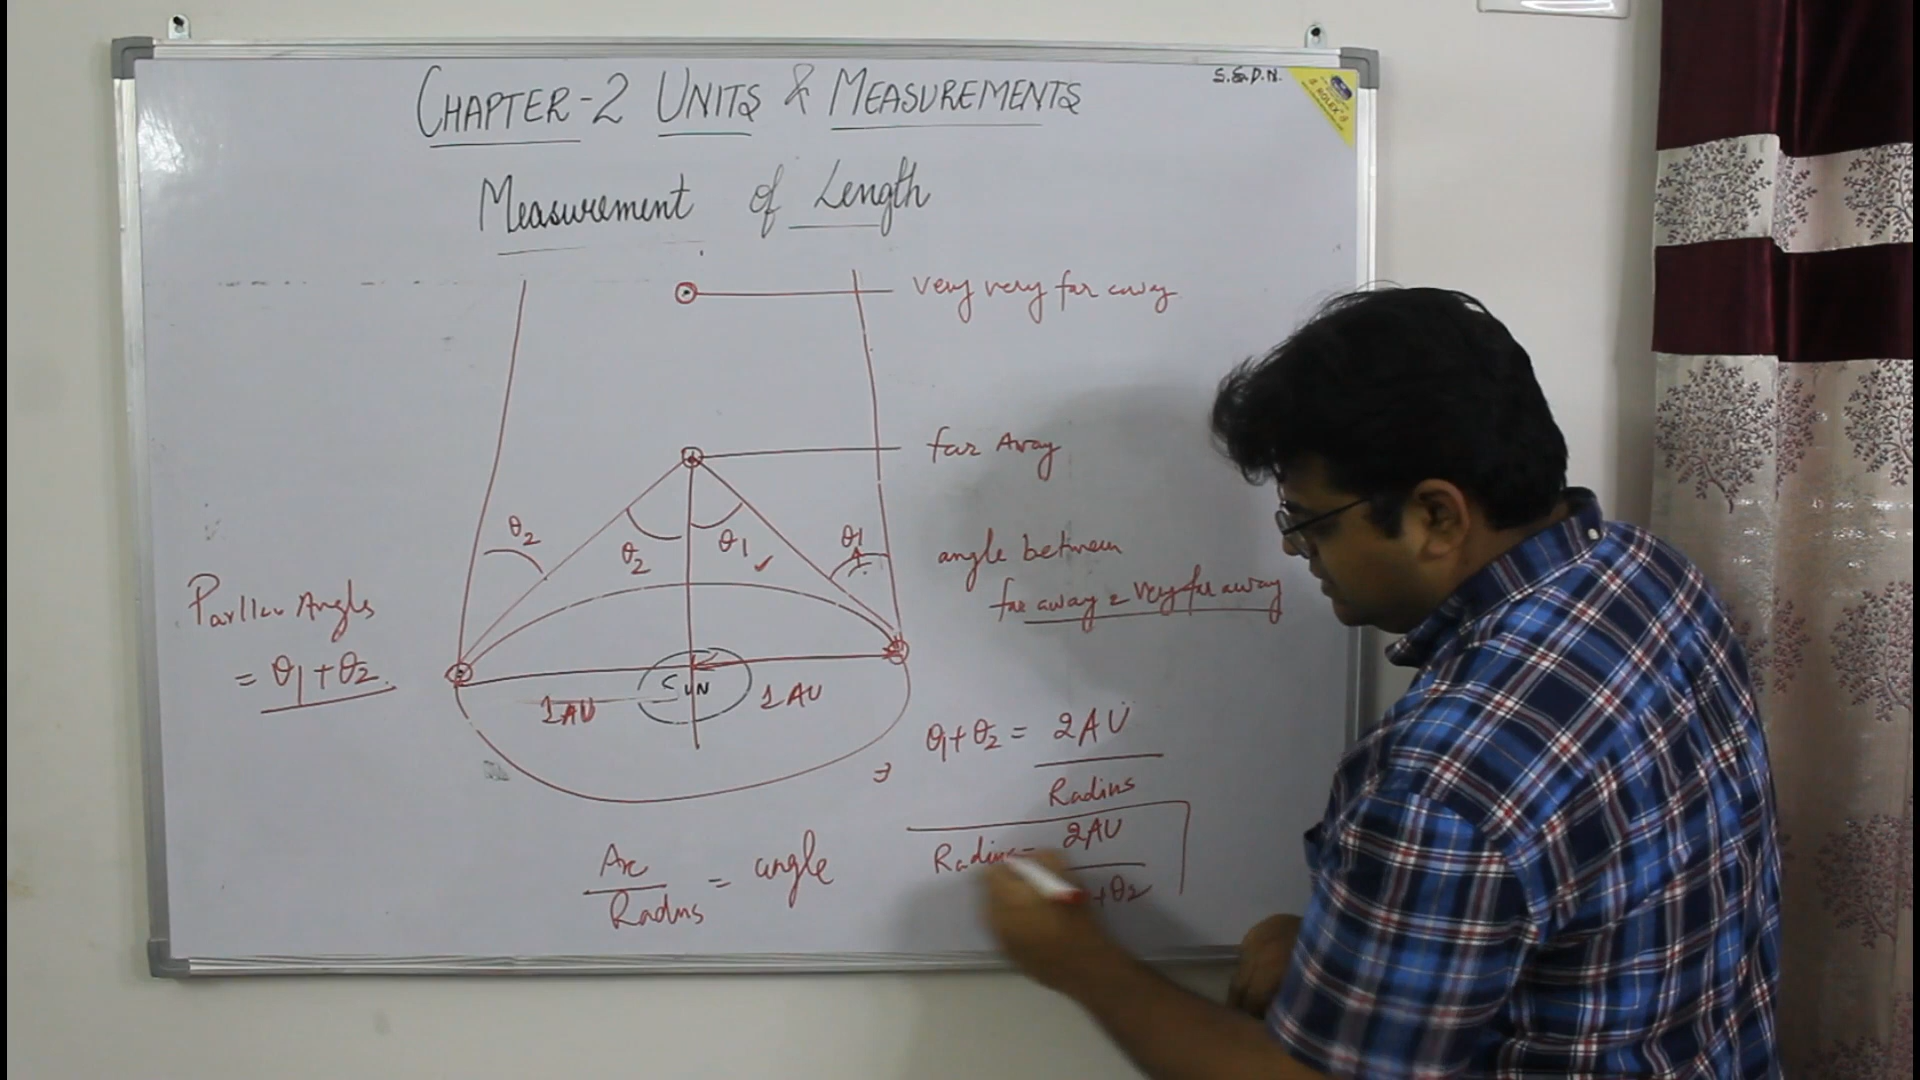 S.&D.N.
ROLEX
CHAPTER-2 UNITS & MEASUREMENTS
Measurement of Length
very very far away
far Away
θ2
θ2
θ1
θ1
angle between
far away & very far away
Parllax Angle
= θ1+θ2
1AU
SUN
1AU
θ1+θ2 = 2AU
Radius
Radius= 2AU
+θ2
Arc
Radius
= angle